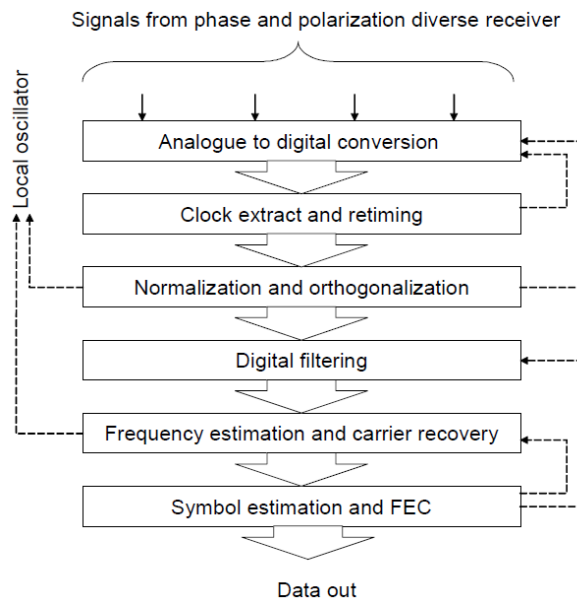 Signals from phase and polarization diverse receiver
Local oscillator
Analogue to digital conversion
Clock extract and retiming
Normalization and orthogonalization
Digital filtering
Frequency estimation and carrier recovery
Symbol estimation and FEC
Data out